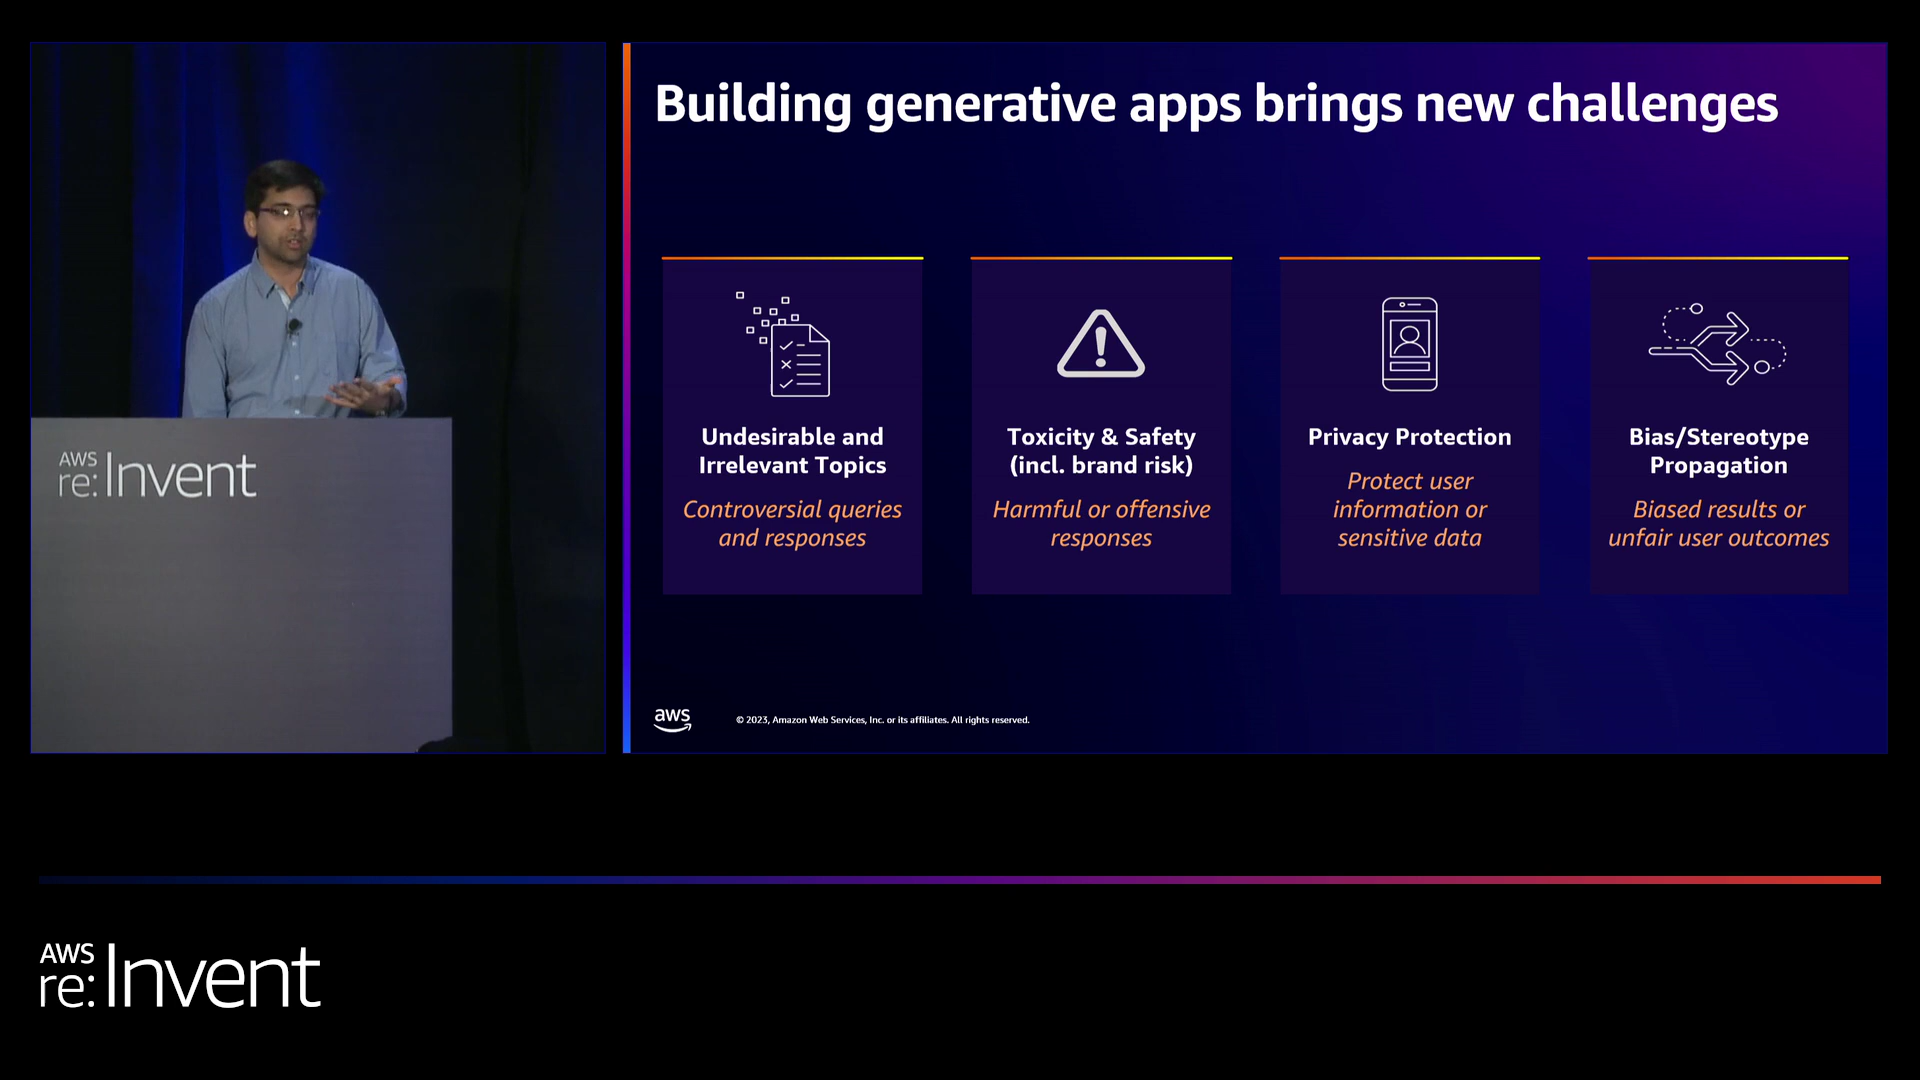 Building generative apps brings new challenges
Undesirable and
Irrelevant Topics
Controversial queries
and responses
Toxicity & Safety
(incl. brand risk)
Harmful or offensive
responses
Privacy Protection
Protect user
information or
sensitive data
Bias/Stereotype
Propagation
Biased results or
unfair user outcomes
aws
© 2023, Amazon Web Services, Inc. or its affiliates. All rights reserved.
AWS
re:Invent
AWS
re:Invent